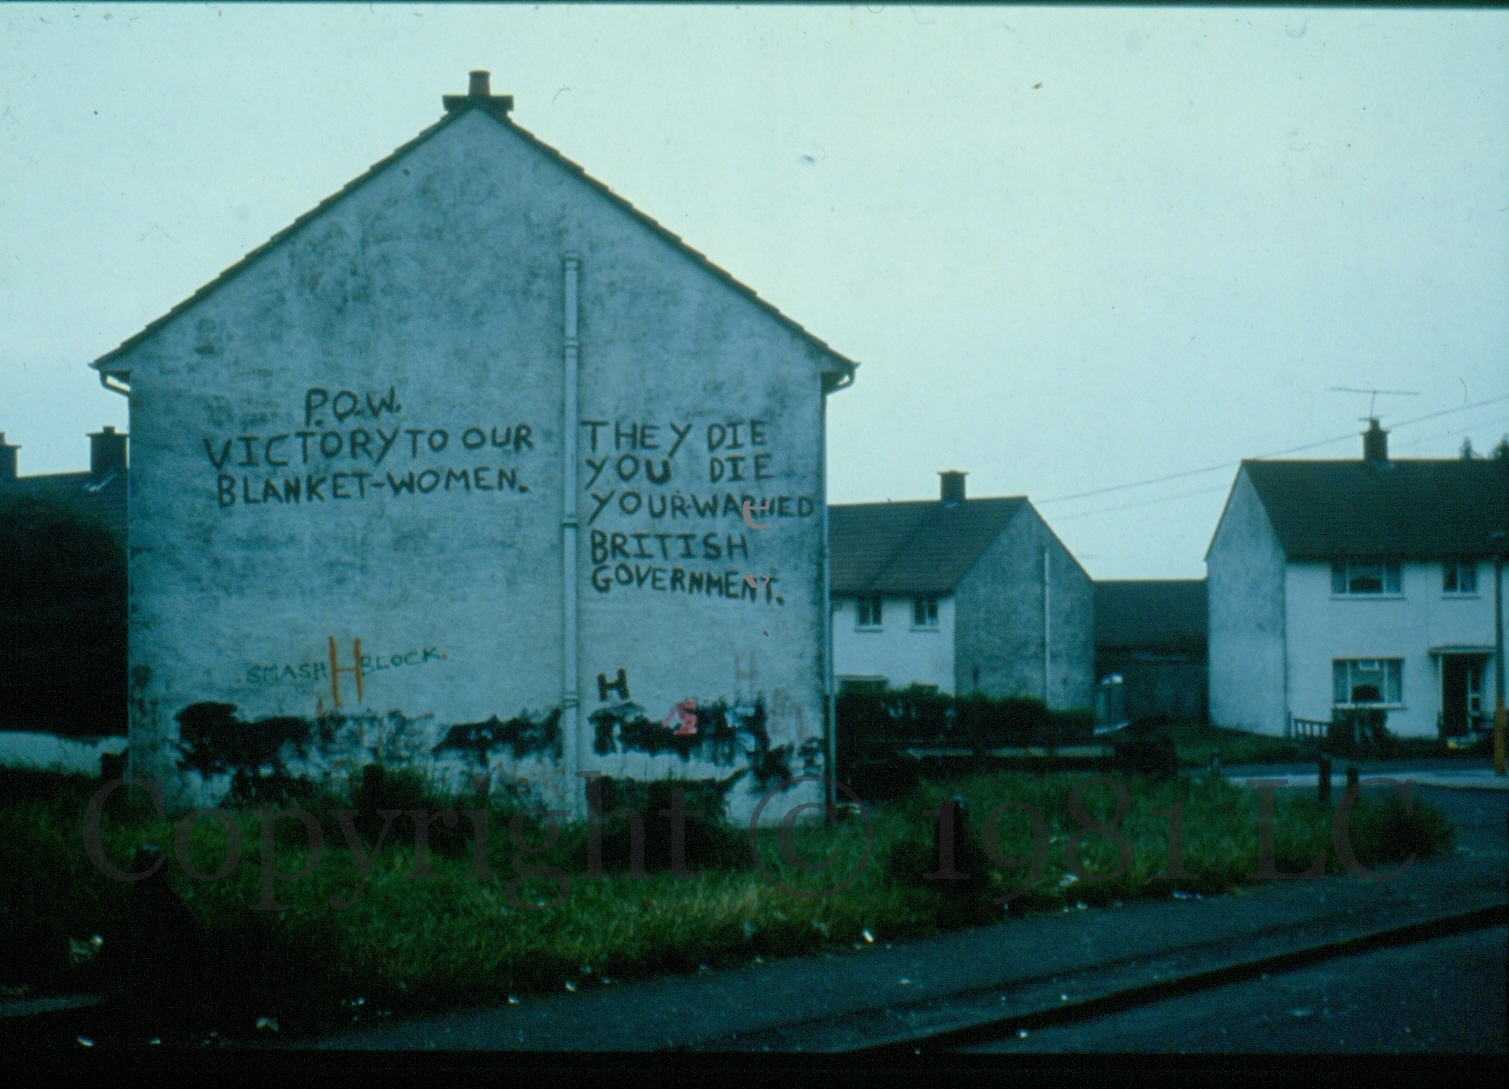 P.O.W.
VICTORY TO OUR
BLANKET-WOMEN.
THEY DIE
YOU DIE
YOUR-WARNED
BRITISH
GOVERNMENT.
SMASH H BLOCK.
H
Copyright © 1981 LC